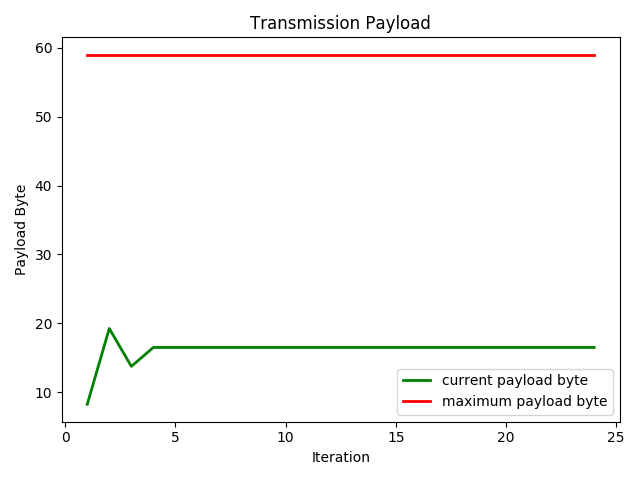 Transmission Payload
Payload Byte
60
50
40
30
20
10
0
5
10
15
20
25
Iteration
current payload byte
maximum payload byte